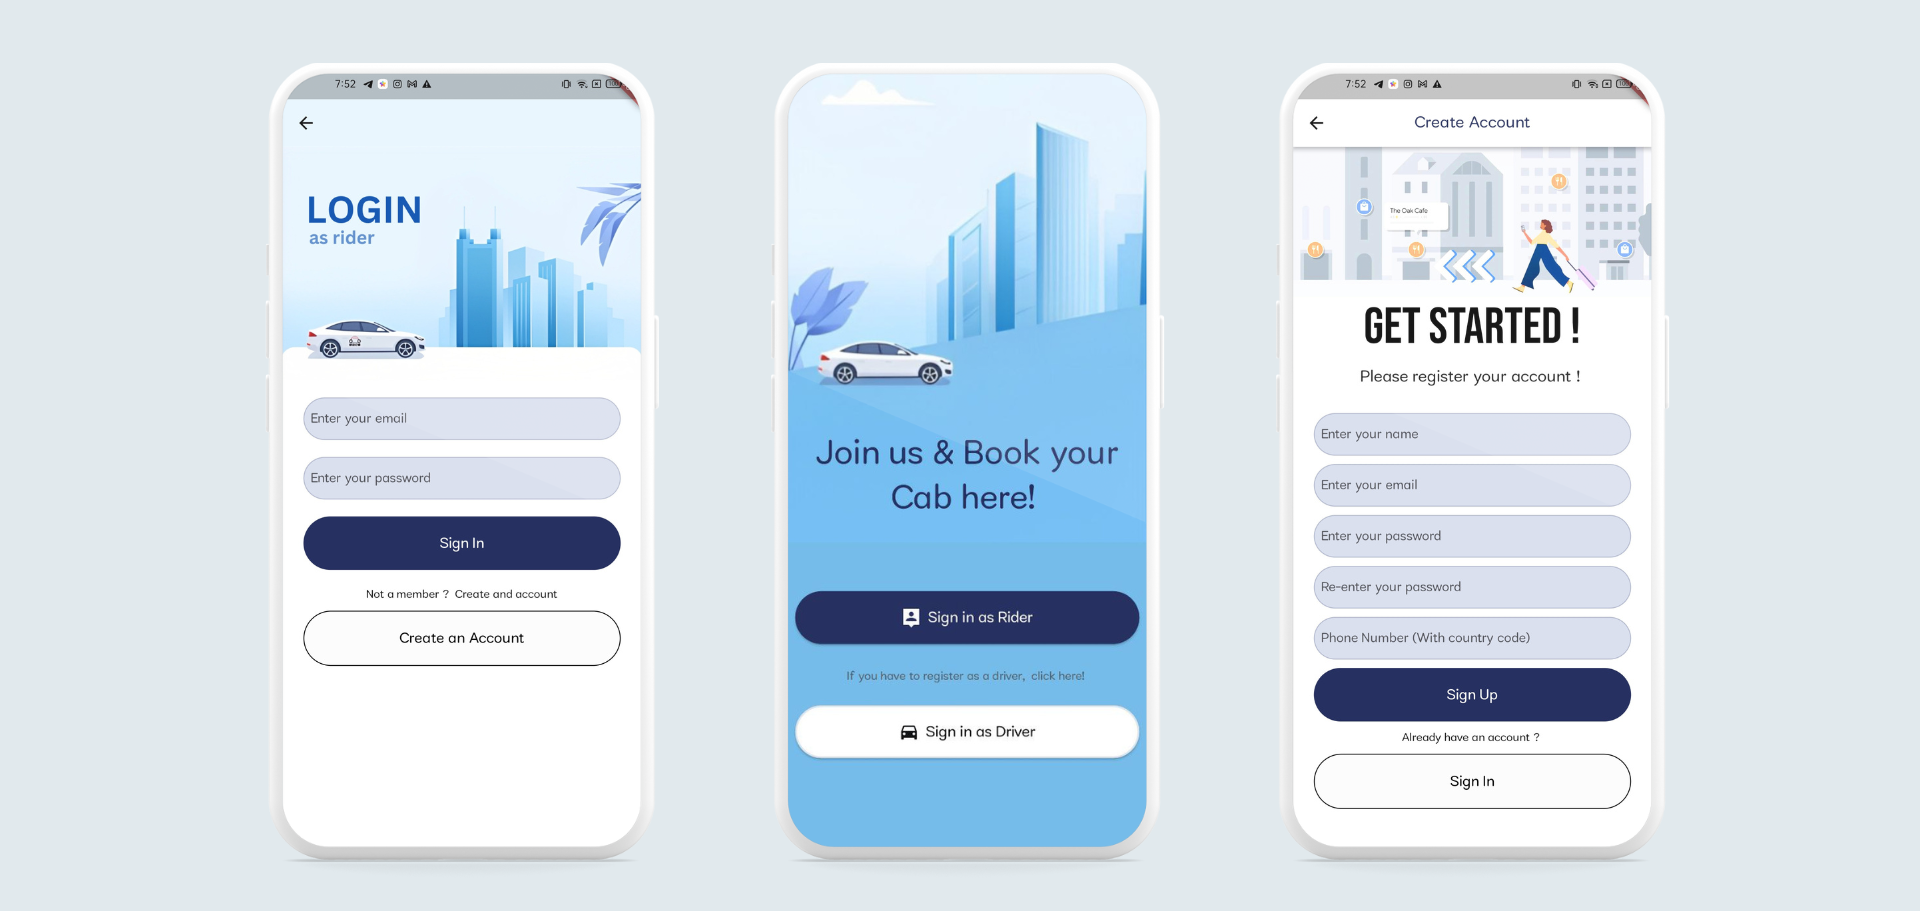 7:52
LOGIN
as rider
Enter your email
Enter your password
Sign In
Not a member ? Create and account
Create an Account
Join us & Book your
Cab here!
Sign in as Rider
If you have to register as a driver, click here!
Sign in as Driver
7:52
Create Account
The Oak Cafe
GET STARTED !
Please register your account !
Enter your name
Enter your email
Enter your password
Re-enter your password
Phone Number (With country code)
Sign Up
Already have an account ?
Sign In